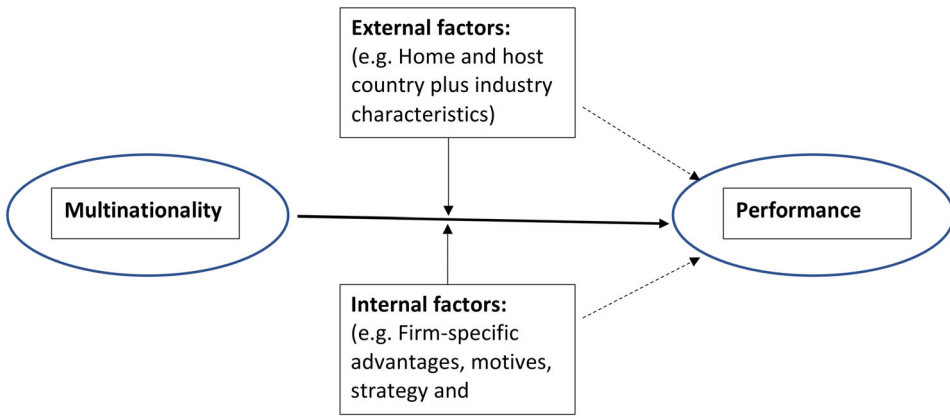 External factors:
(e.g. Home and host
country plus industry
characteristics)
Multinationality
Performance
Internal factors:
(e.g. Firm-specific
advantages, motives,
strategy and